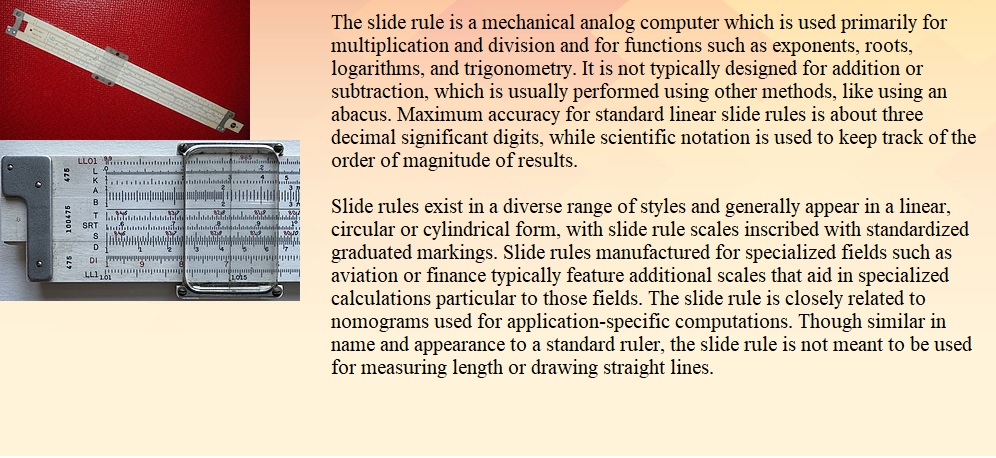 The slide rule is a mechanical analog computer which is used primarily for
multiplication and division and for functions such as exponents, roots,
logarithms, and trigonometry. It is not typically designed for addition or
subtraction, which is usually performed using other methods, like using an
abacus. Maximum accuracy for standard linear slide rules is about three
decimal significant digits, while scientific notation is used to keep track of the
order of magnitude of results.
Slide rules exist in a diverse range of styles and generally appear in a linear,
circular or cylindrical form, with slide rule scales inscribed with standardized
graduated markings. Slide rules manufactured for specialized fields such as
aviation or finance typically feature additional scales that aid in specialized
calculations particular to those fields. The slide rule is closely related to
nomograms used for application-specific computations. Though similar in
name and appearance to a standard ruler, the slide rule is not meant to be used
for measuring length or drawing straight lines.
LL01
L
K
A
B
T
SRT
S
D
DI
LL1 1.01
1.015
475
100475
475